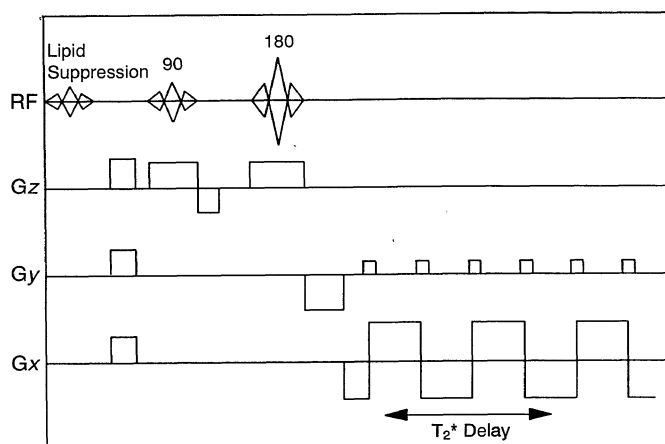 Lipid
Suppression
90
180
RF
Gz
Gy
Gx
T2* Delay